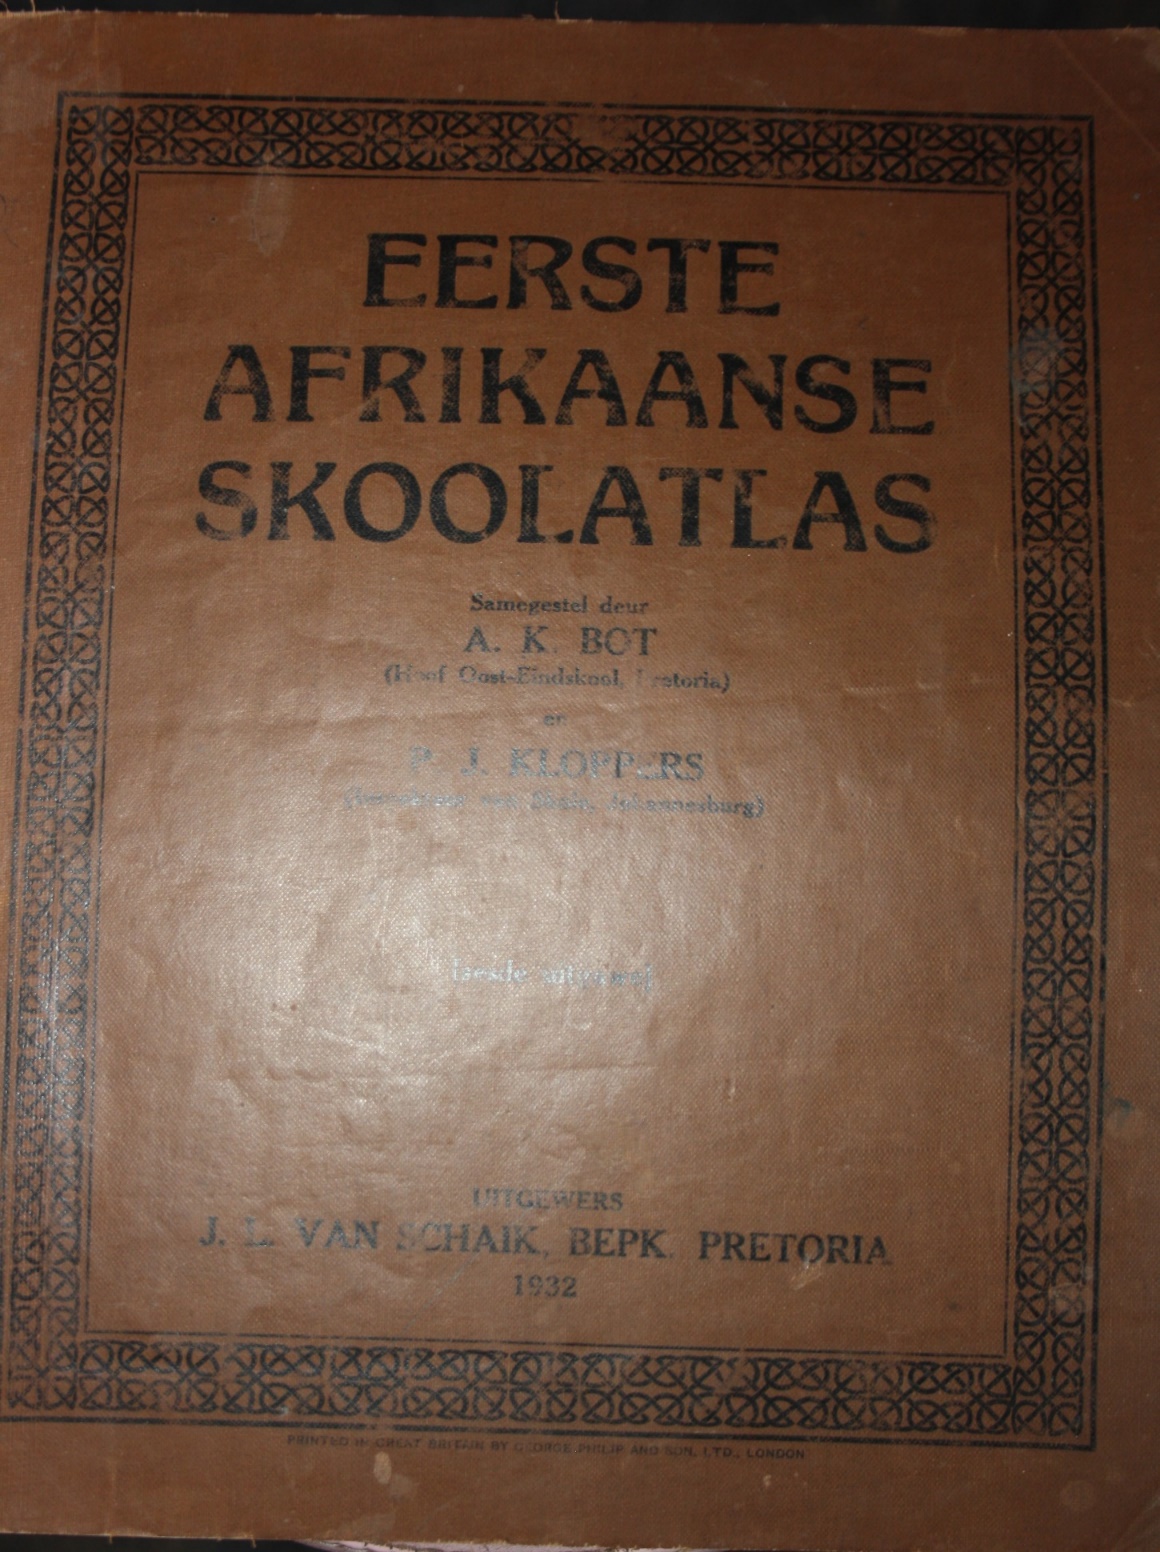 EERSTE
AFRIKAANSE
SKOOLATLAS
Samegestel deur
A. K. BOT
(Hoof Oost-Eindskool, Pretoria)
en
P. J. KLOPPERS
Johannesburg)
UITGEWERS
J. L. VAN SCHAIK, BEPK. PRETORIA
1932
PRINTED IN GREAT BRITAIN BY GEORGE PHILIP AND SON, LTD., LONDON